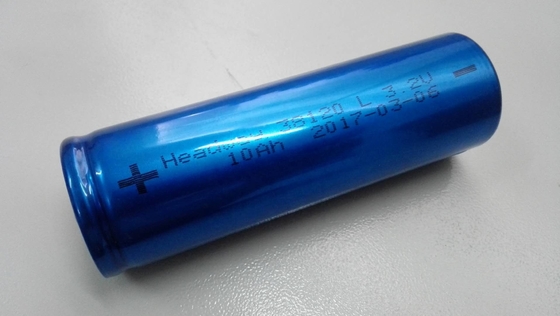 + Headway 38120 L 3.2V -
10Ah 2017-03-06